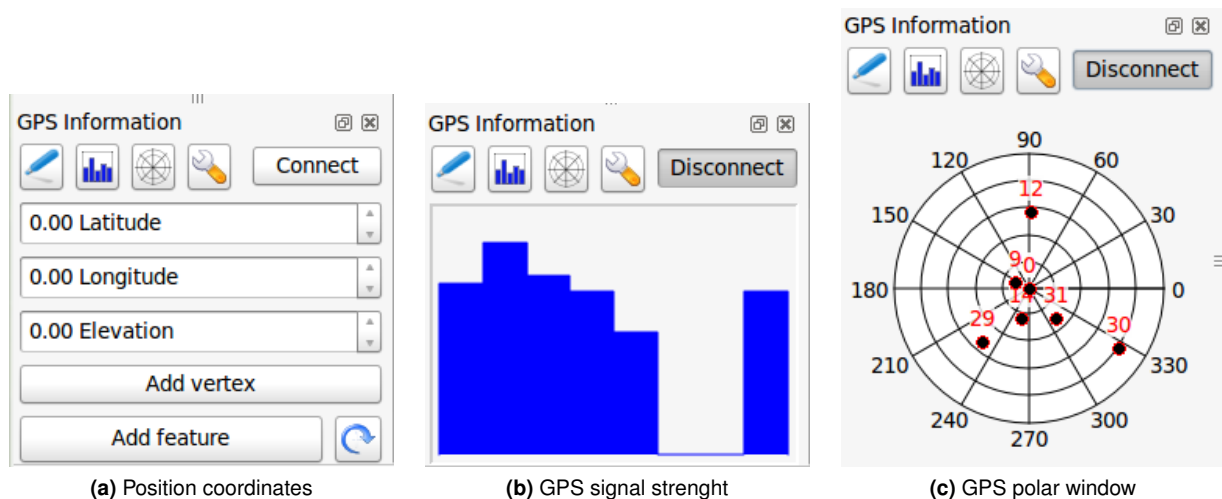 GPS Information
Connect
0.00 Latitude
0.00 Longitude
0.00 Elevation
Add vertex
Add feature
(a) Position coordinates
GPS Information
Disconnect
(b) GPS signal strenght
GPS Information
Disconnect
90
120 60
12
150 30
9 0
180 0
14 31
29 30
210 330
240 300
270
(c) GPS polar window